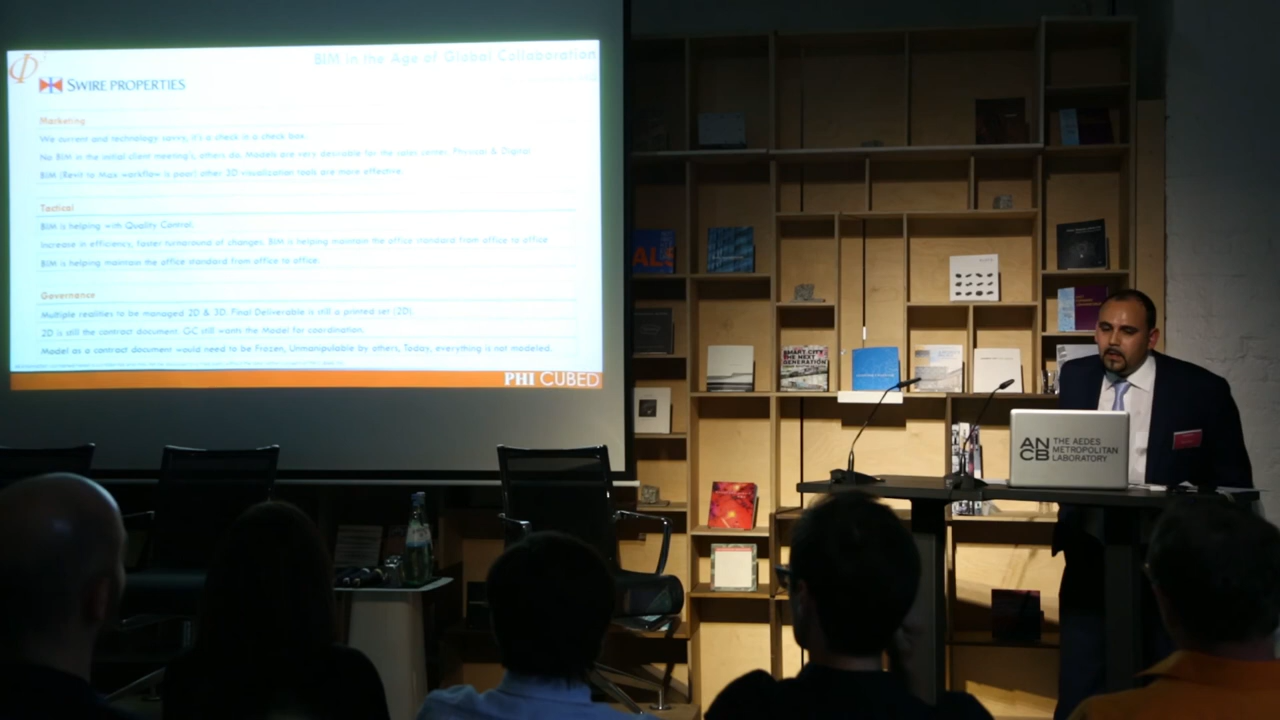 Φ
BIM in the Age of Global Collaboration
SWIRE PROPERTIES
Marketing
We current and technology savvy, it's a check in a check box.
No BIM in the initial client meeting's, others do. Models are very desirable for the sales center. Physical & Digital
BIM (Revit to Max workflow is poor) other 3D visualization tools are more effective.
Tactical
BIM is helping with Quality Control.
Increase in efficiency, faster turnaround of changes. BIM is helping maintain the office standard from office to office
BIM is helping maintain the office standard from office to office.
Governance
Multiple realities to be managed 2D & 3D. Final Deliverable is still a printed set (2D).
2D is still the contract document. GC still wants the Model for coordination.
Model as a contract document would need to be Frozen, Unmanipulable by others, Today, everything is not modeled.
PHI CUBED
ALS
SMART CITY
THE NEXT
GENERATION
AN
CB
THE AEDES
METROPOLITAN
LABORATORY